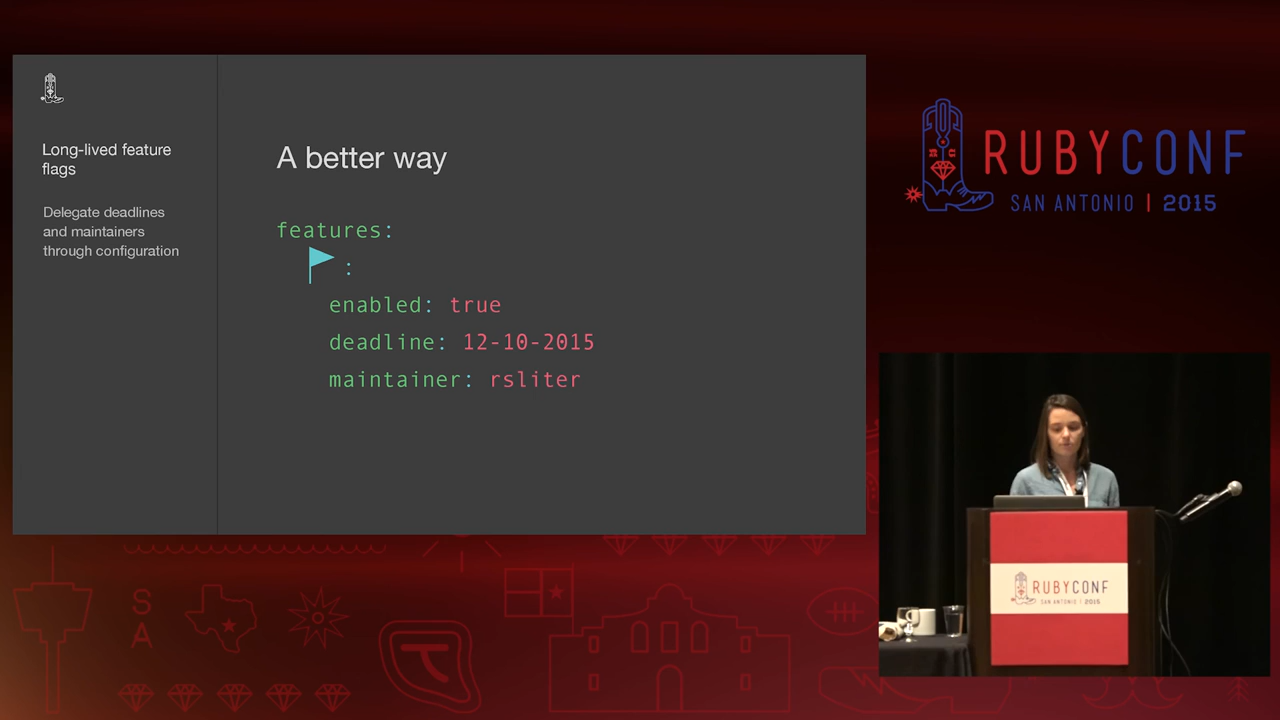 Long-lived feature
flags
Delegate deadlines
and maintainers
through configuration
A better way
features:
:
enabled: true
deadline: 12-10-2015
maintainer: rsliter
RUBYCONF
SAN ANTONIO | 2015
RUBYCONF
SAN ANTONIO | 2015
S
A